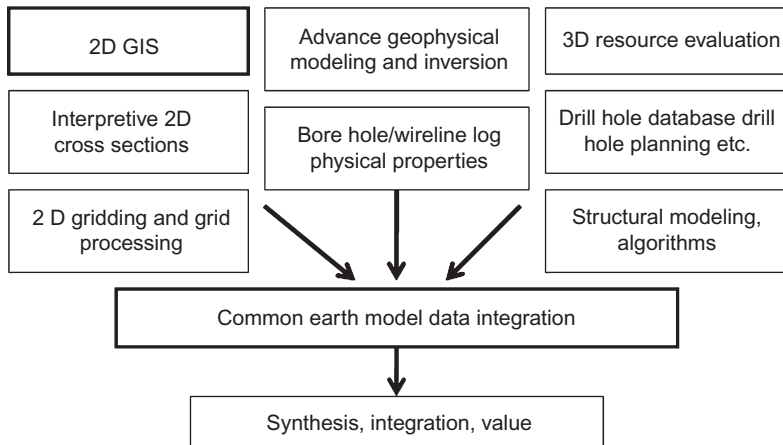 2D GIS
Interpretive 2D
cross sections
2 D gridding and grid
processing
Advance geophysical
modeling and inversion
Bore hole/wireline log
physical properties
3D resource evaluation
Drill hole database drill
hole planning etc.
Structural modeling,
algorithms
Common earth model data integration
Synthesis, integration, value